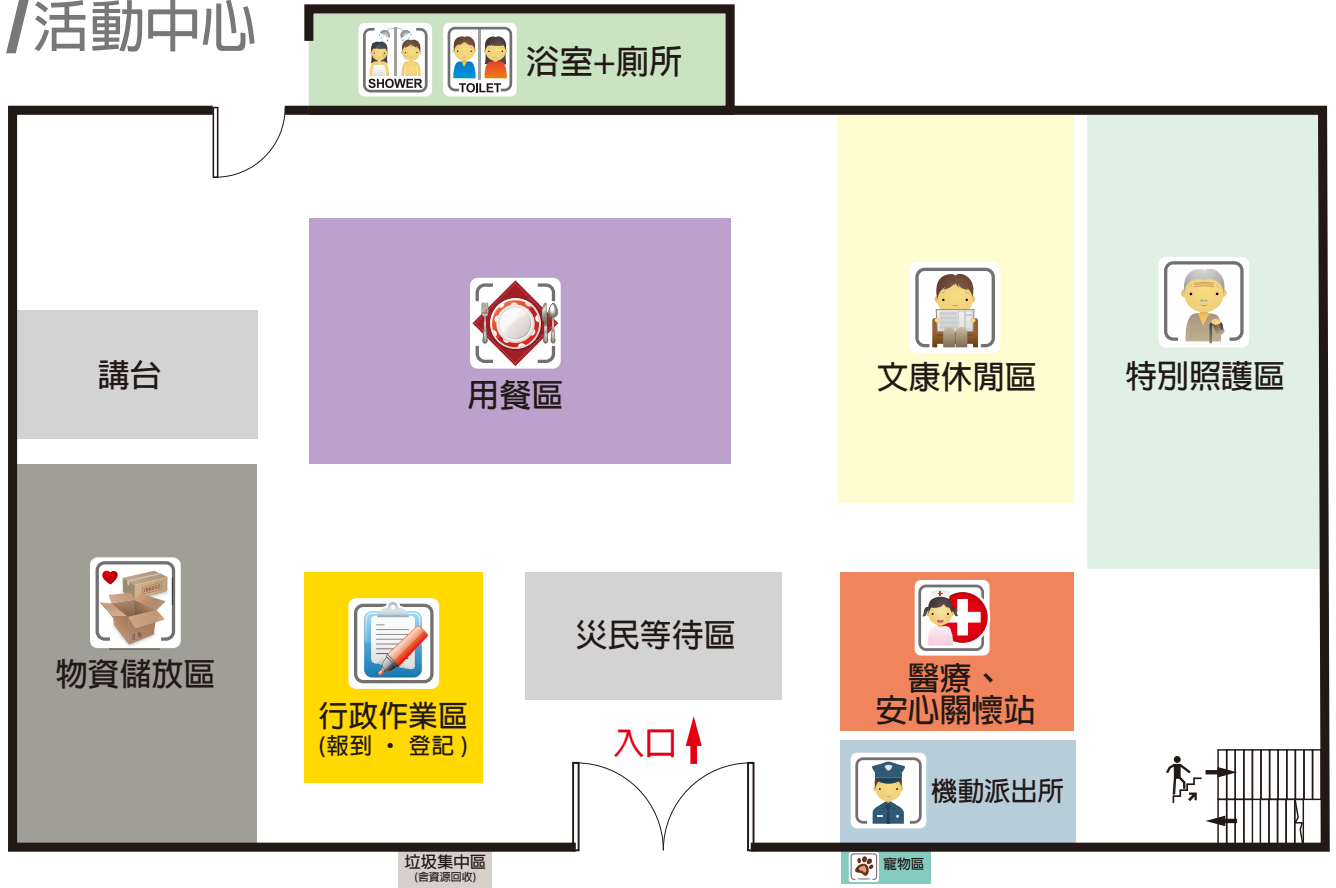 活動中心
SHOWER
TOILET
浴室+廁所
講台
用餐區
文康休閒區
特別照護區
物資儲放區
行政作業區
(報到 · 登記)
災民等待區
入口
醫療、
安心關懷站
機動派出所
垃圾集中區
(含資源回收)
寵物區